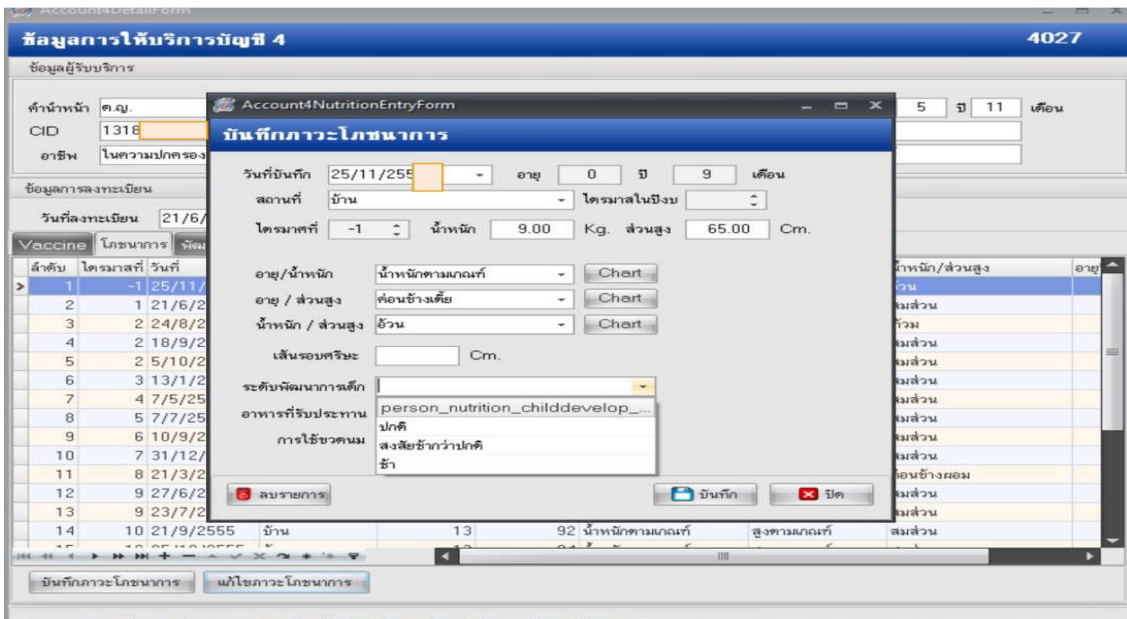 Account4DetailForm
ข้อมูลการให้บริการบัญชี 4 4027
ข้อมูลผู้รับบริการ
คำนำหน้า ด.ญ. 5 ปี 11 เดือน
CID 1318
อาชีพ ในความปกครอง
ข้อมูลการลงทะเบียน
วันที่ลงทะเบียน 21/6/
Vaccine โภชนาการ พัฒ
ลำดับ ไตรมาสที่ วันที่ น้ำหนัก/ส่วนสูง อายุ
1 -1 25/11/ อ้วน
2 1 21/6/2 สมส่วน
3 2 24/8/2 ท้วม
4 2 18/9/2 สมส่วน
5 2 5/10/2 สมส่วน
6 3 13/1/2 สมส่วน
7 4 7/5/25 สมส่วน
8 5 7/7/25 สมส่วน
9 6 10/9/2 สมส่วน
10 7 31/12/ สมส่วน
11 8 21/3/2 ค่อนข้างผอม
12 9 27/6/2 สมส่วน
13 9 23/7/2 สมส่วน
14 10 21/9/2555 บ้าน 13 92 น้ำหนักตามเกณฑ์ สูงตามเกณฑ์ สมส่วน
บันทึกภาวะโภชนาการ แก้ไขภาวะโภชนาการ
Account4NutritionEntryForm
บันทึกภาวะโภชนาการ
วันที่บันทึก 25/11/255 อายุ 0 ปี 9 เดือน
สถานที่ บ้าน ไตรมาสในปีงบ
ไตรมาศที่ -1 น้ำหนัก 9.00 Kg. ส่วนสูง 65.00 Cm.
อายุ/น้ำหนัก น้ำหนักตามเกณฑ์ Chart
อายุ / ส่วนสูง ค่อนข้างเตี้ย Chart
น้ำหนัก / ส่วนสูง อ้วน Chart
เส้นรอบศรีษะ Cm.
ระดับพัฒนาการเด็ก
อาหารที่รับประทาน person_nutrition_childdevelop_...
ปกติ
การใช้ขวดนม สงสัยช้ากว่าปกติ
ช้า
ลบรายการ บันทึก ปิด